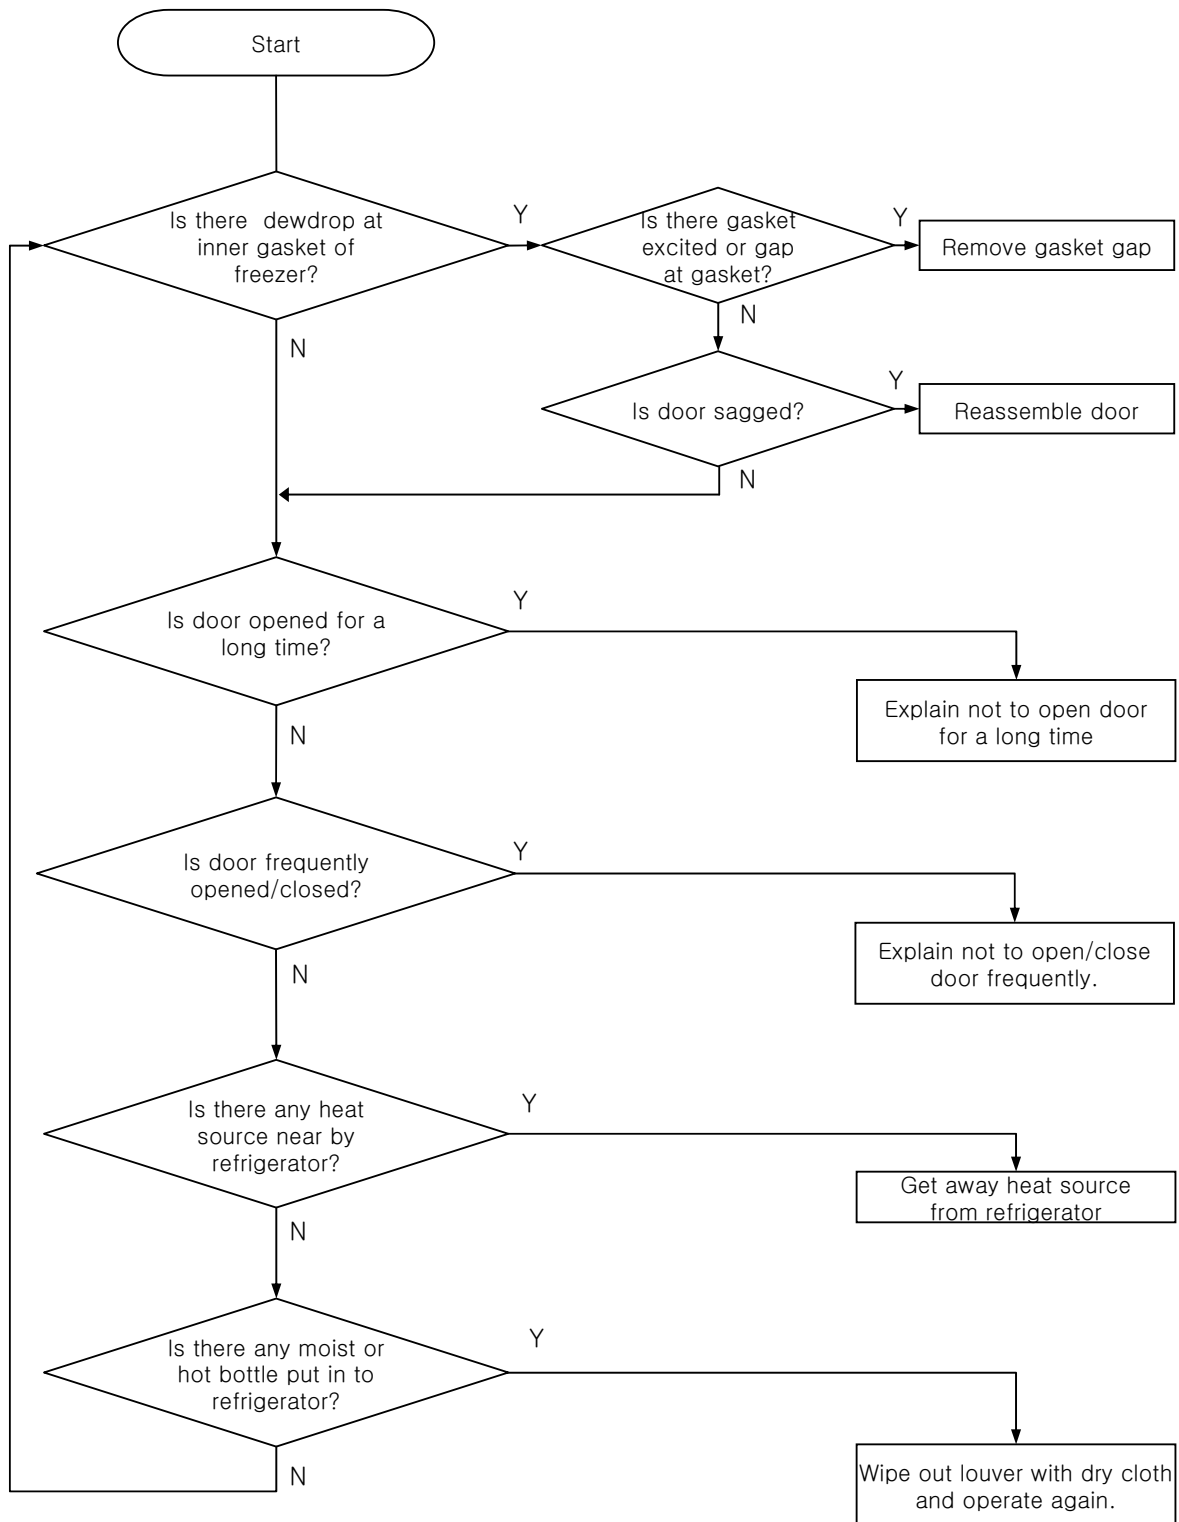 Start
Is there dewdrop at
inner gasket of
freezer?
Y
Is there gasket
excited or gap
at gasket?
Y
Remove gasket gap
N
N
Is door sagged?
Y
Reassemble door
N
Is door opened for a
long time?
Y
Explain not to open door
for a long time
N
Is door frequently
opened/closed?
Y
Explain not to open/close
door frequently.
N
Is there any heat
source near by
refrigerator?
Y
Get away heat source
from refrigerator
N
Is there any moist or
hot bottle put in to
refrigerator?
Y
Wipe out louver with dry cloth
and operate again.
N